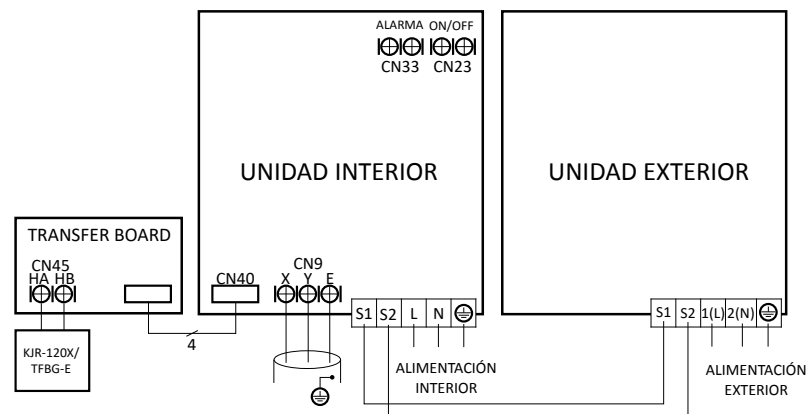 ALARMA ON/OFF
CN33 CN23
UNIDAD INTERIOR
UNIDAD EXTERIOR
TRANSFER BOARD
CN45
HA HB
CN40
CN9
X Y E
S1 S2 L N
S1 S2 1(L) 2(N)
4
KJR-120X/
TFBG-E
ALIMENTACIÓN
INTERIOR
ALIMENTACIÓN
EXTERIOR